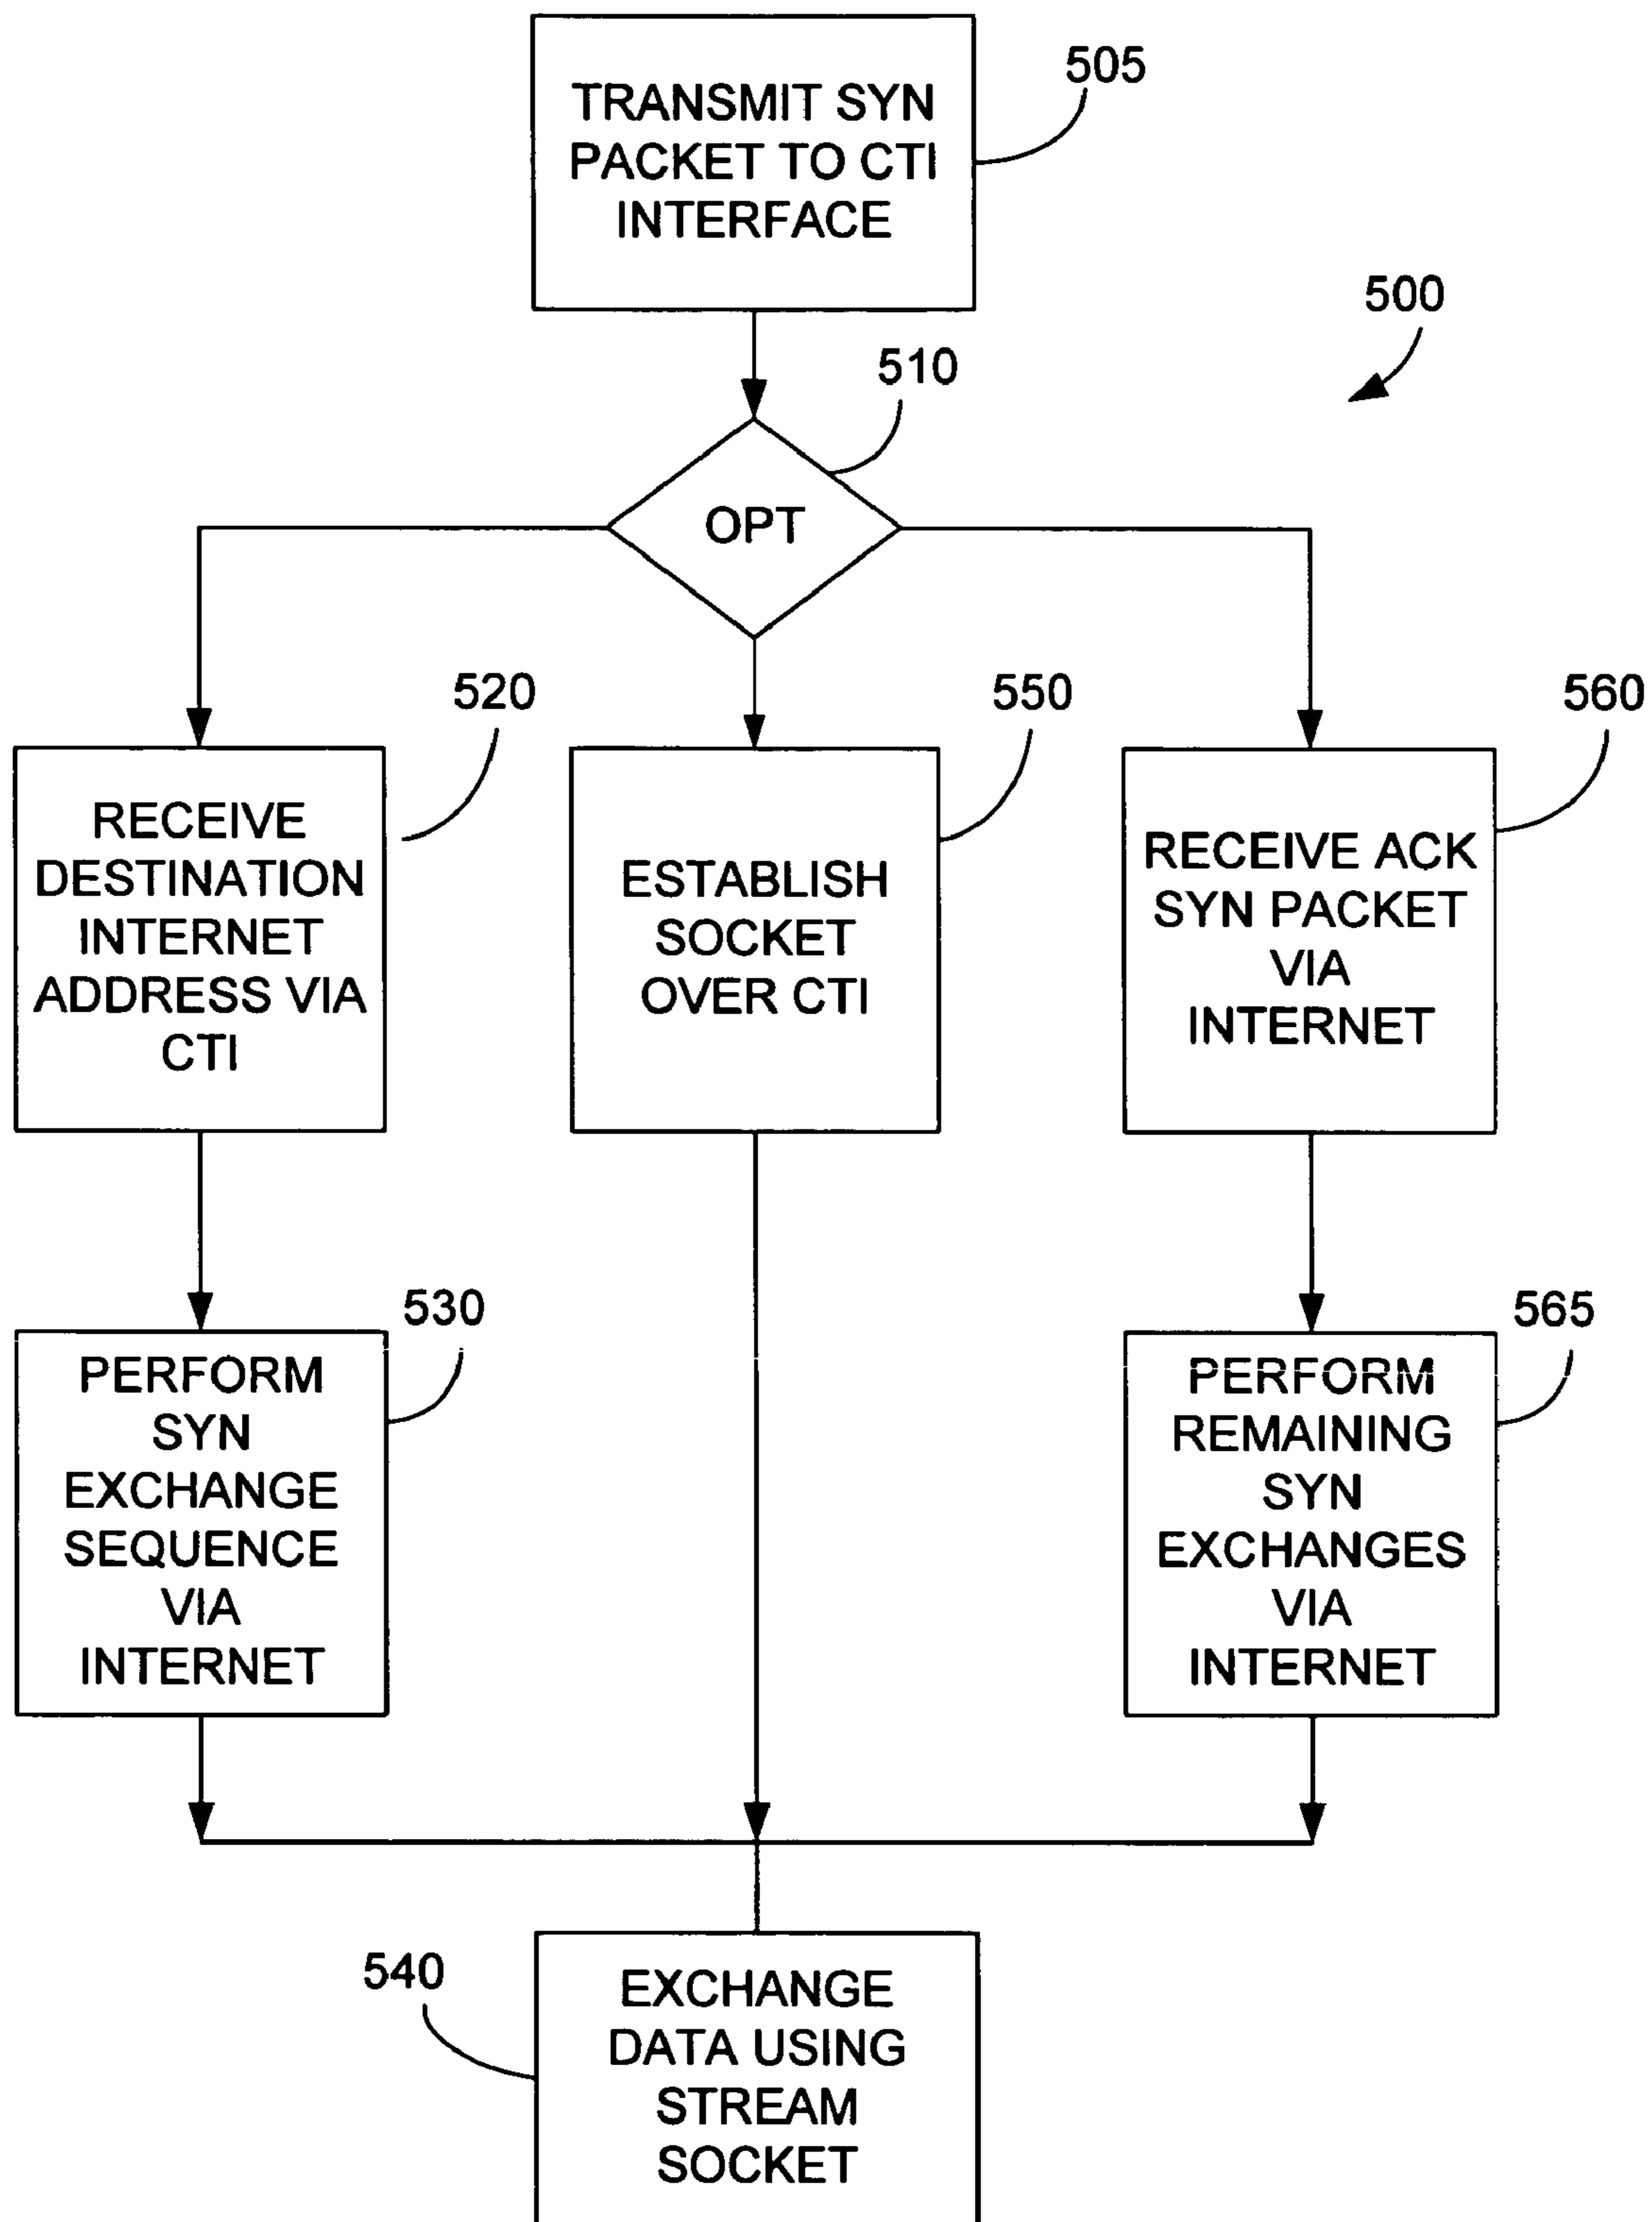 TRANSMIT SYN
PACKET TO CTI
INTERFACE
505
500
510
OPT
520
550
560
RECEIVE
DESTINATION
INTERNET
ADDRESS VIA
CTI
ESTABLISH
SOCKET
OVER CTI
RECEIVE ACK
SYN PACKET
VIA
INTERNET
530
565
PERFORM
SYN
EXCHANGE
SEQUENCE
VIA
INTERNET
PERFORM
REMAINING
SYN
EXCHANGES
VIA
INTERNET
540
EXCHANGE
DATA USING
STREAM
SOCKET